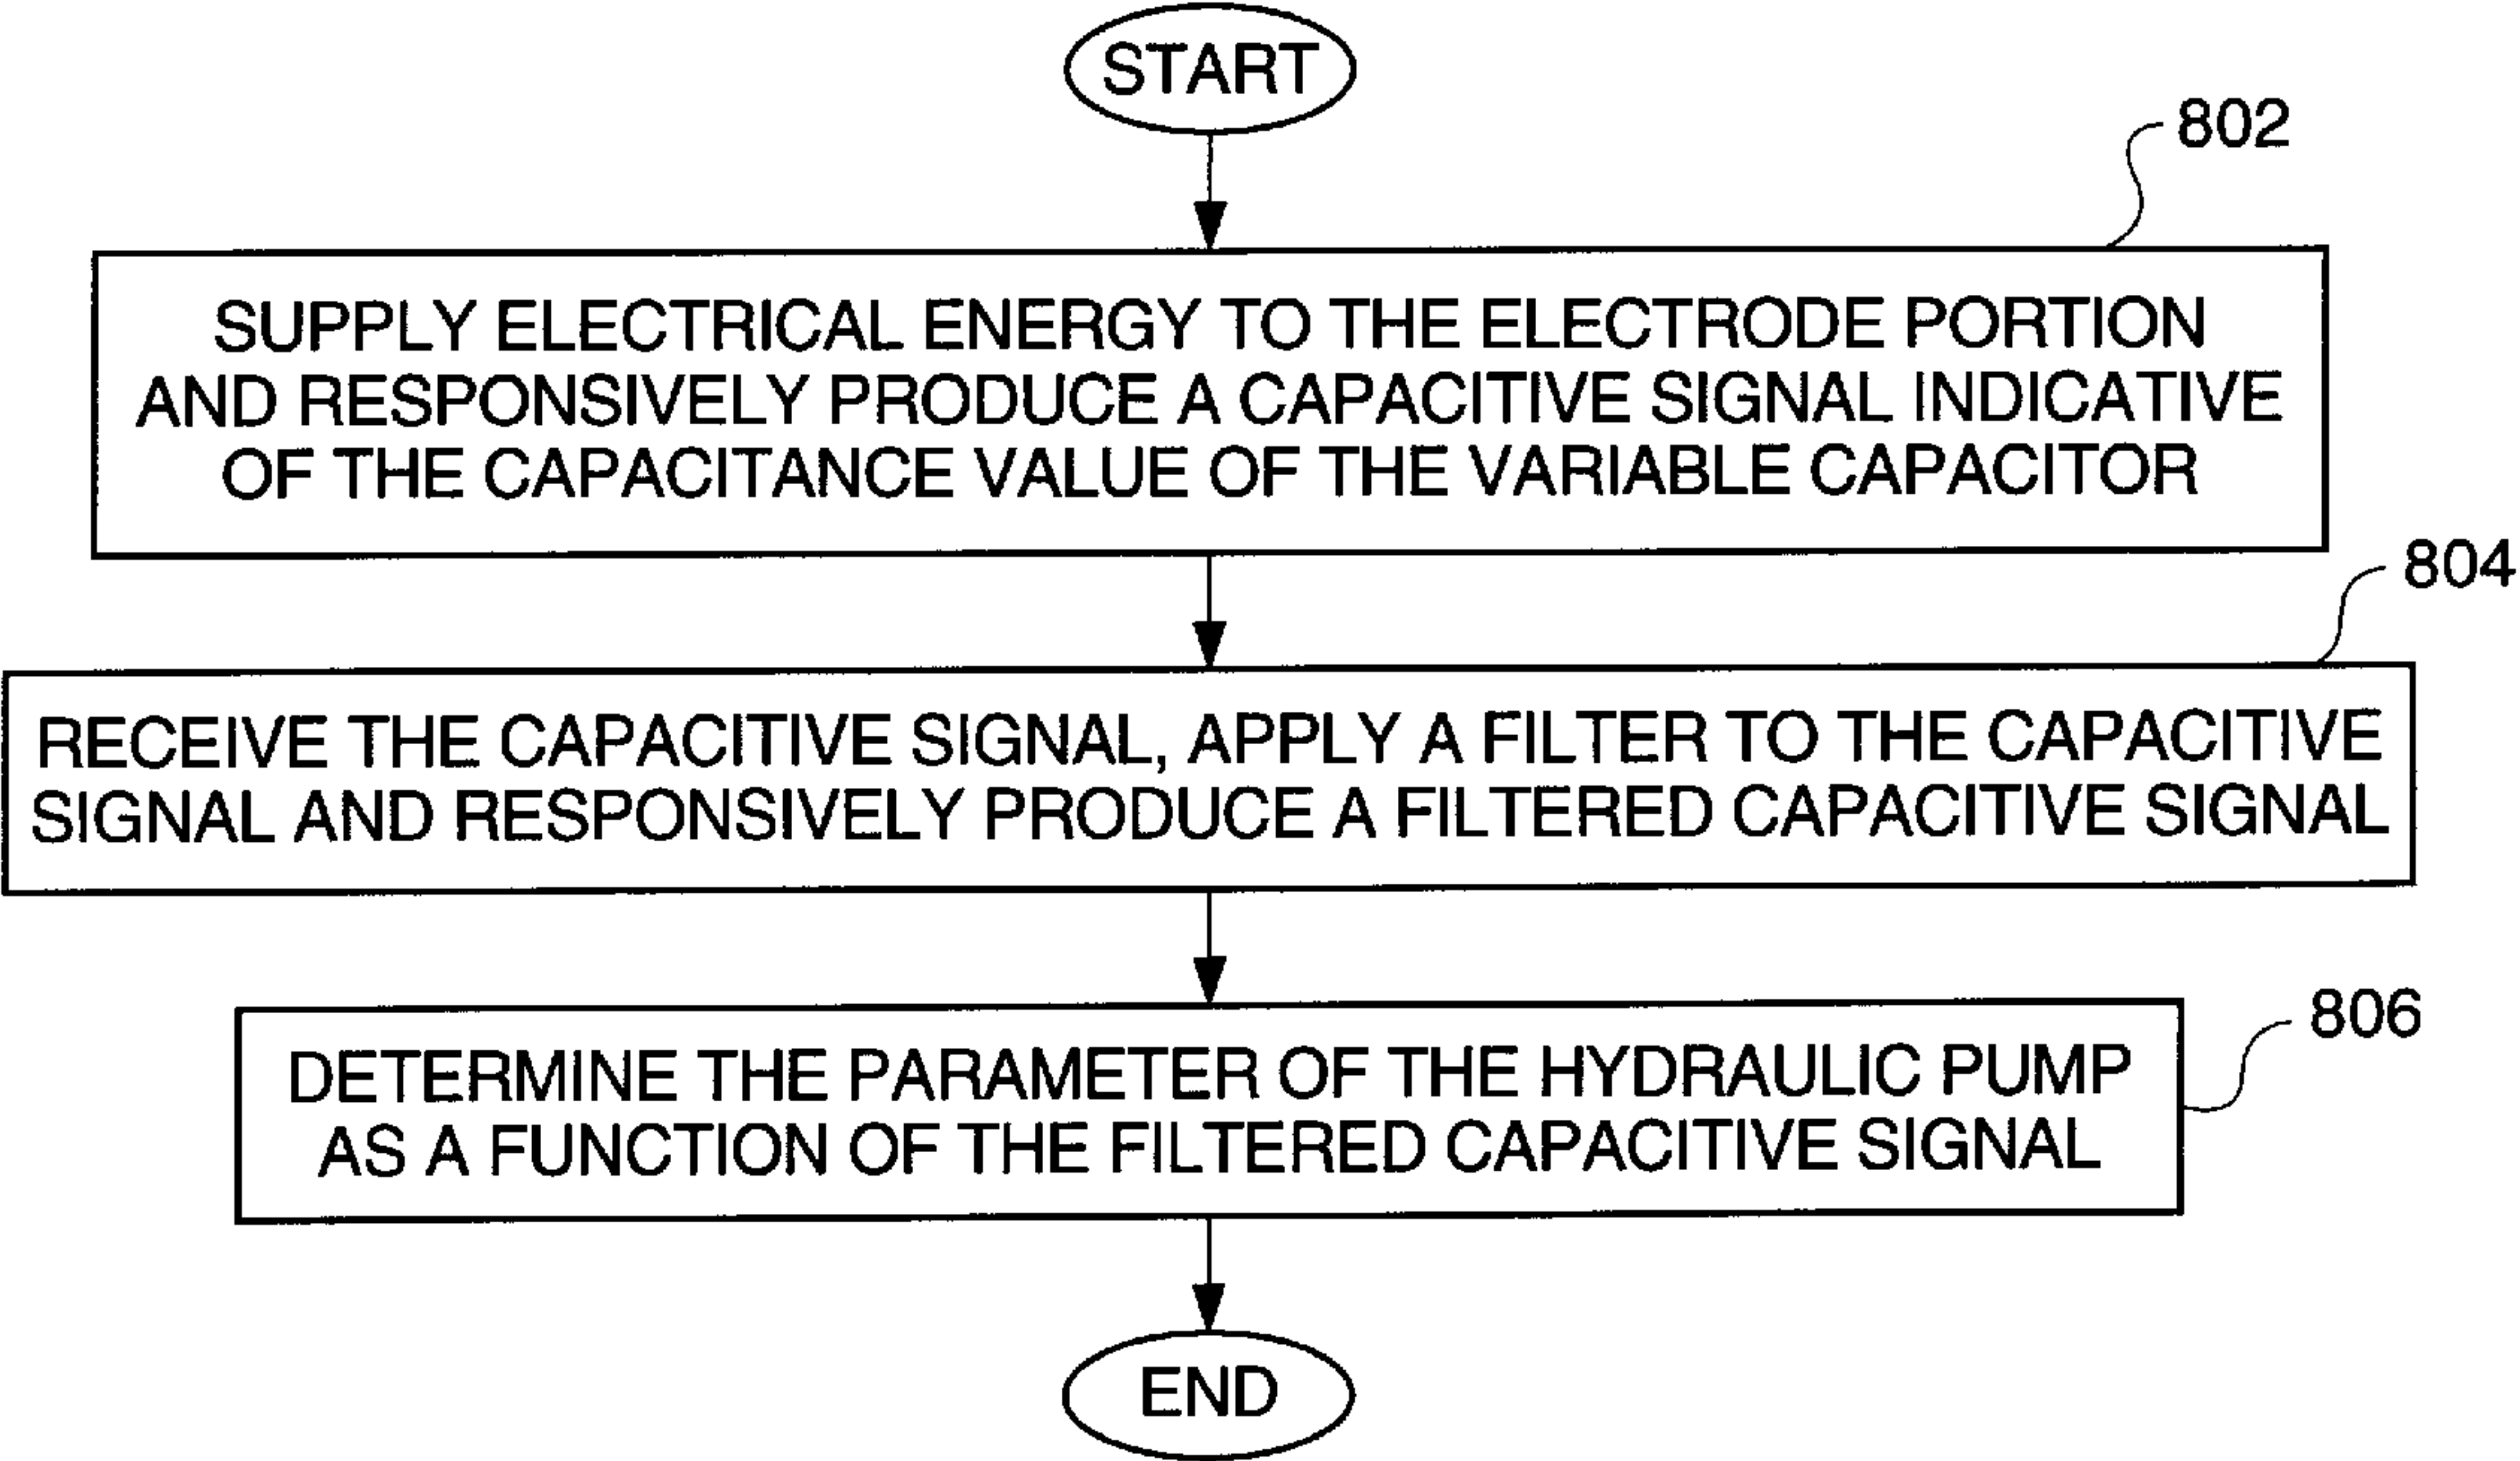 START
802
SUPPLY ELECTRICAL ENERGY TO THE ELECTRODE PORTION
AND RESPONSIVELY PRODUCE A CAPACITIVE SIGNAL INDICATIVE
OF THE CAPACITANCE VALUE OF THE VARIABLE CAPACITOR
804
RECEIVE THE CAPACITIVE SIGNAL, APPLY A FILTER TO THE CAPACITIVE
SIGNAL AND RESPONSIVELY PRODUCE A FILTERED CAPACITIVE SIGNAL
806
DETERMINE THE PARAMETER OF THE HYDRAULIC PUMP
AS A FUNCTION OF THE FILTERED CAPACITIVE SIGNAL
END